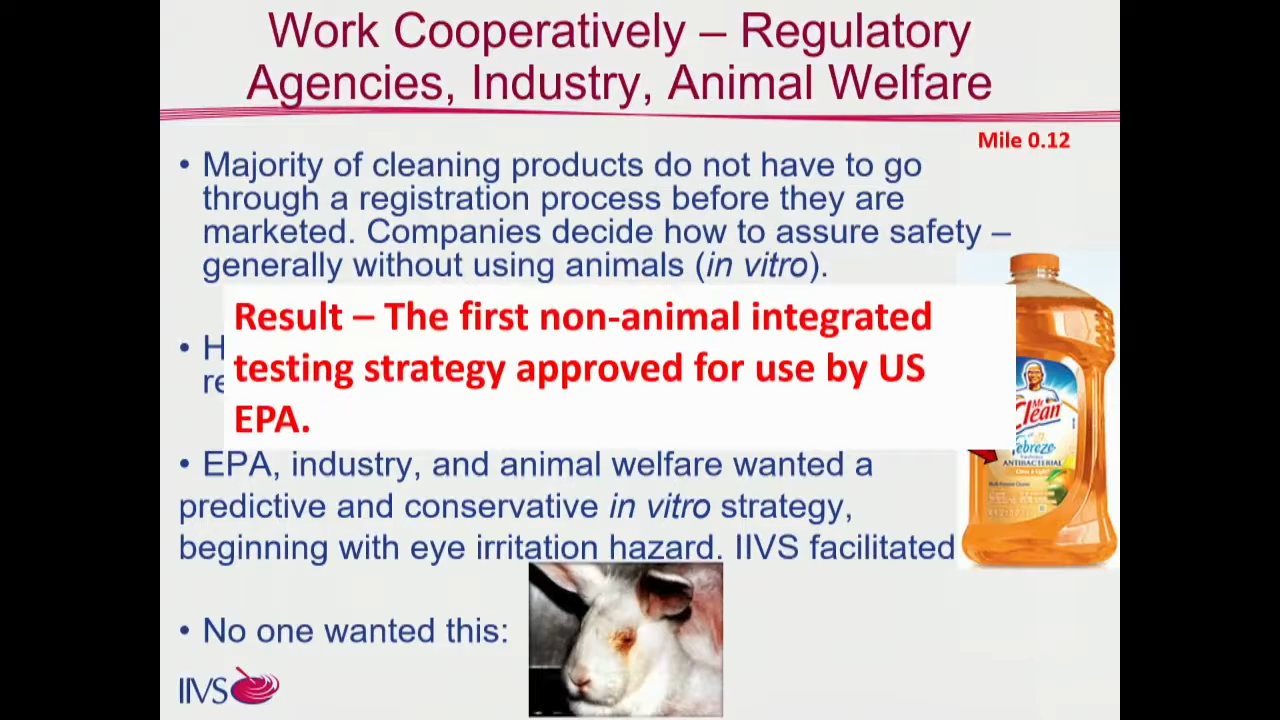 Work Cooperatively – Regulatory
Agencies, Industry, Animal Welfare
Mile 0.12
• Majority of cleaning products do not have to go
through a registration process before they are
marketed. Companies decide how to assure safety –
generally without using animals (in vitro).
Result – The first non-animal integrated
testing strategy approved for use by US
EPA.
• EPA, industry, and animal welfare wanted a
predictive and conservative in vitro strategy,
beginning with eye irritation hazard. IIVS facilitated
• No one wanted this:
Mr
Clean
febreze
ANTIBACTERIAL
IIVS